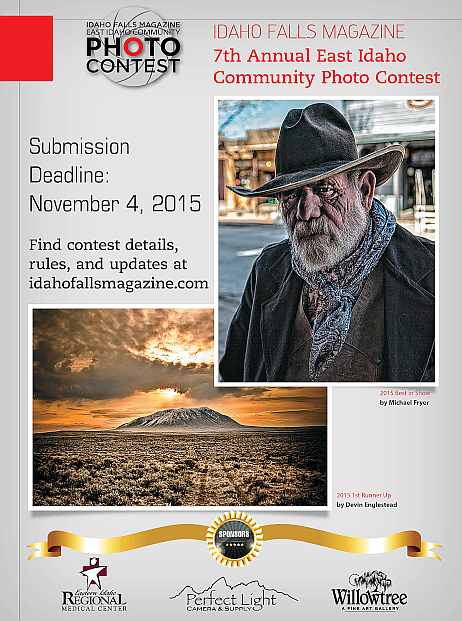 IDAHO FALLS MAGAZINE
EAST IDAHO COMMUNITY
PHOTO
CONTEST
IDAHO FALLS MAGAZINE
7th Annual East Idaho
Community Photo Contest
Submission
Deadline:
November 4, 2015
Find contest details,
rules, and updates at
idahofallsmagazine.com
2015 Best in Show
by Michael Fryer
2015 1st Runner Up
by Devin Englestead
SPONSORS
Eastern Idaho
REGIONAL
MEDICAL CENTER
Perfect Light
CAMERA & SUPPLY
Willowtree
A FINE ART GALLERY